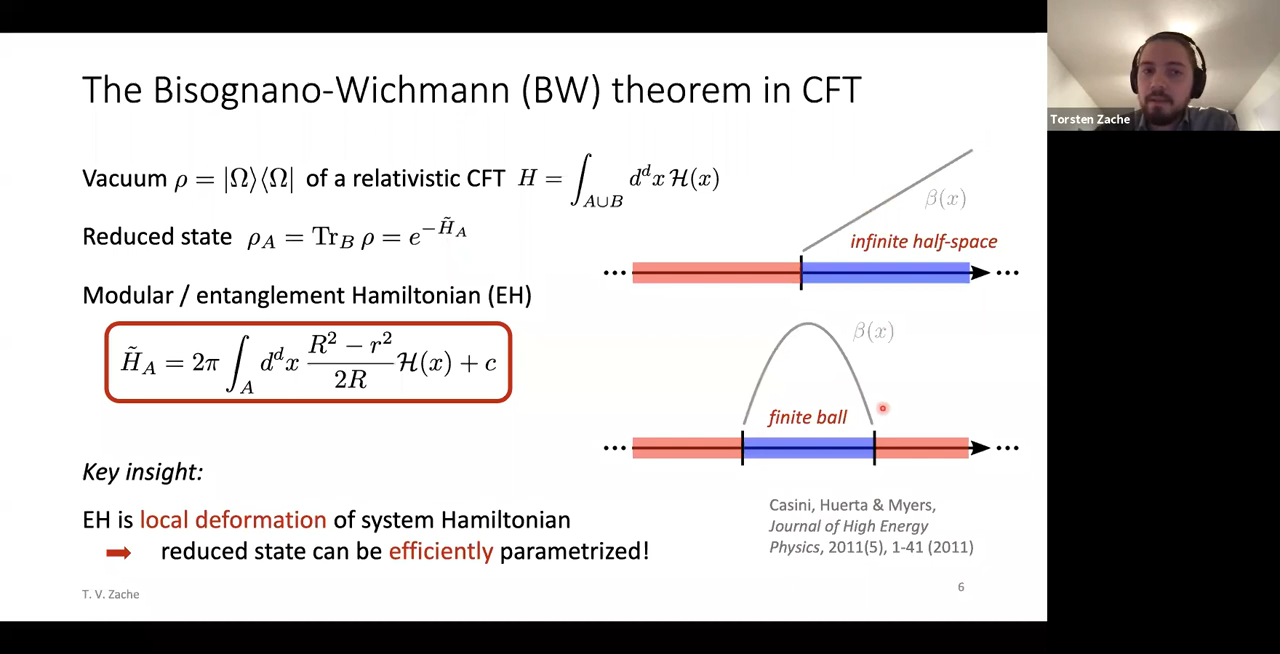 The Bisognano-Wichmann (BW) theorem in CFT
Torsten Zache
Vacuum ρ = |Ω⟩⟨Ω| of a relativistic CFT H = ∫_{A∪B} d^d x 𝓗(x)
β(x)
Reduced state ρ_A = Tr_B ρ = e^{−H̃_A}
infinite half-space
... ...
Modular / entanglement Hamiltonian (EH)
H̃_A = 2π ∫_A d^d x (R² − r²)/(2R) 𝓗(x) + c
β(x)
finite ball
... ...
Key insight:
EH is local deformation of system Hamiltonian
➡ reduced state can be efficiently parametrized!
Casini, Huerta & Myers,
Journal of High Energy
Physics, 2011(5), 1-41 (2011)
T. V. Zache
6